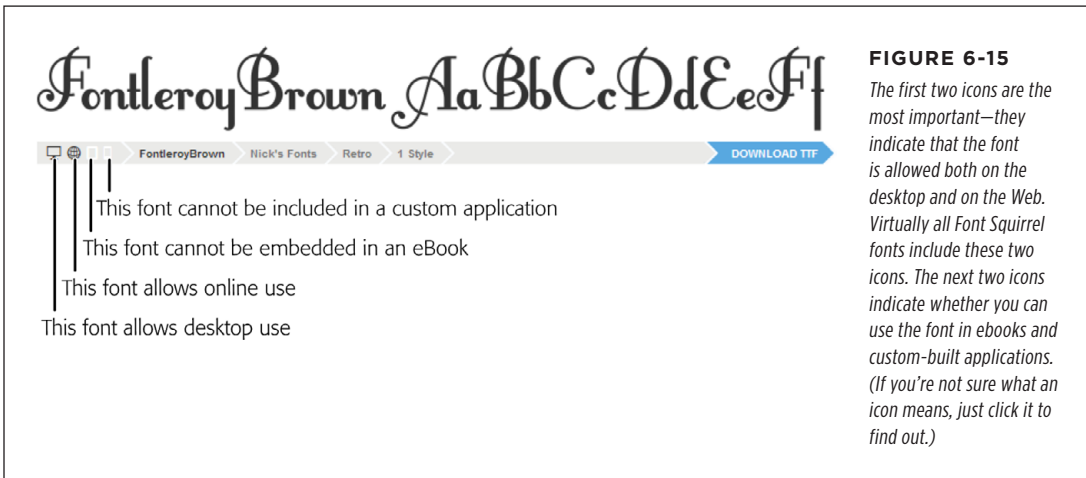 FontleroyBrown AaBbCcDdEeFf
FontleroyBrown Nick's Fonts Retro 1 Style DOWNLOAD TTF
This font cannot be included in a custom application
This font cannot be embedded in an eBook
This font allows online use
This font allows desktop use
FIGURE 6-15
The first two icons are the
most important—they
indicate that the font
is allowed both on the
desktop and on the Web.
Virtually all Font Squirrel
fonts include these two
icons. The next two icons
indicate whether you can
use the font in ebooks and
custom-built applications.
(If you're not sure what an
icon means, just click it to
find out.)